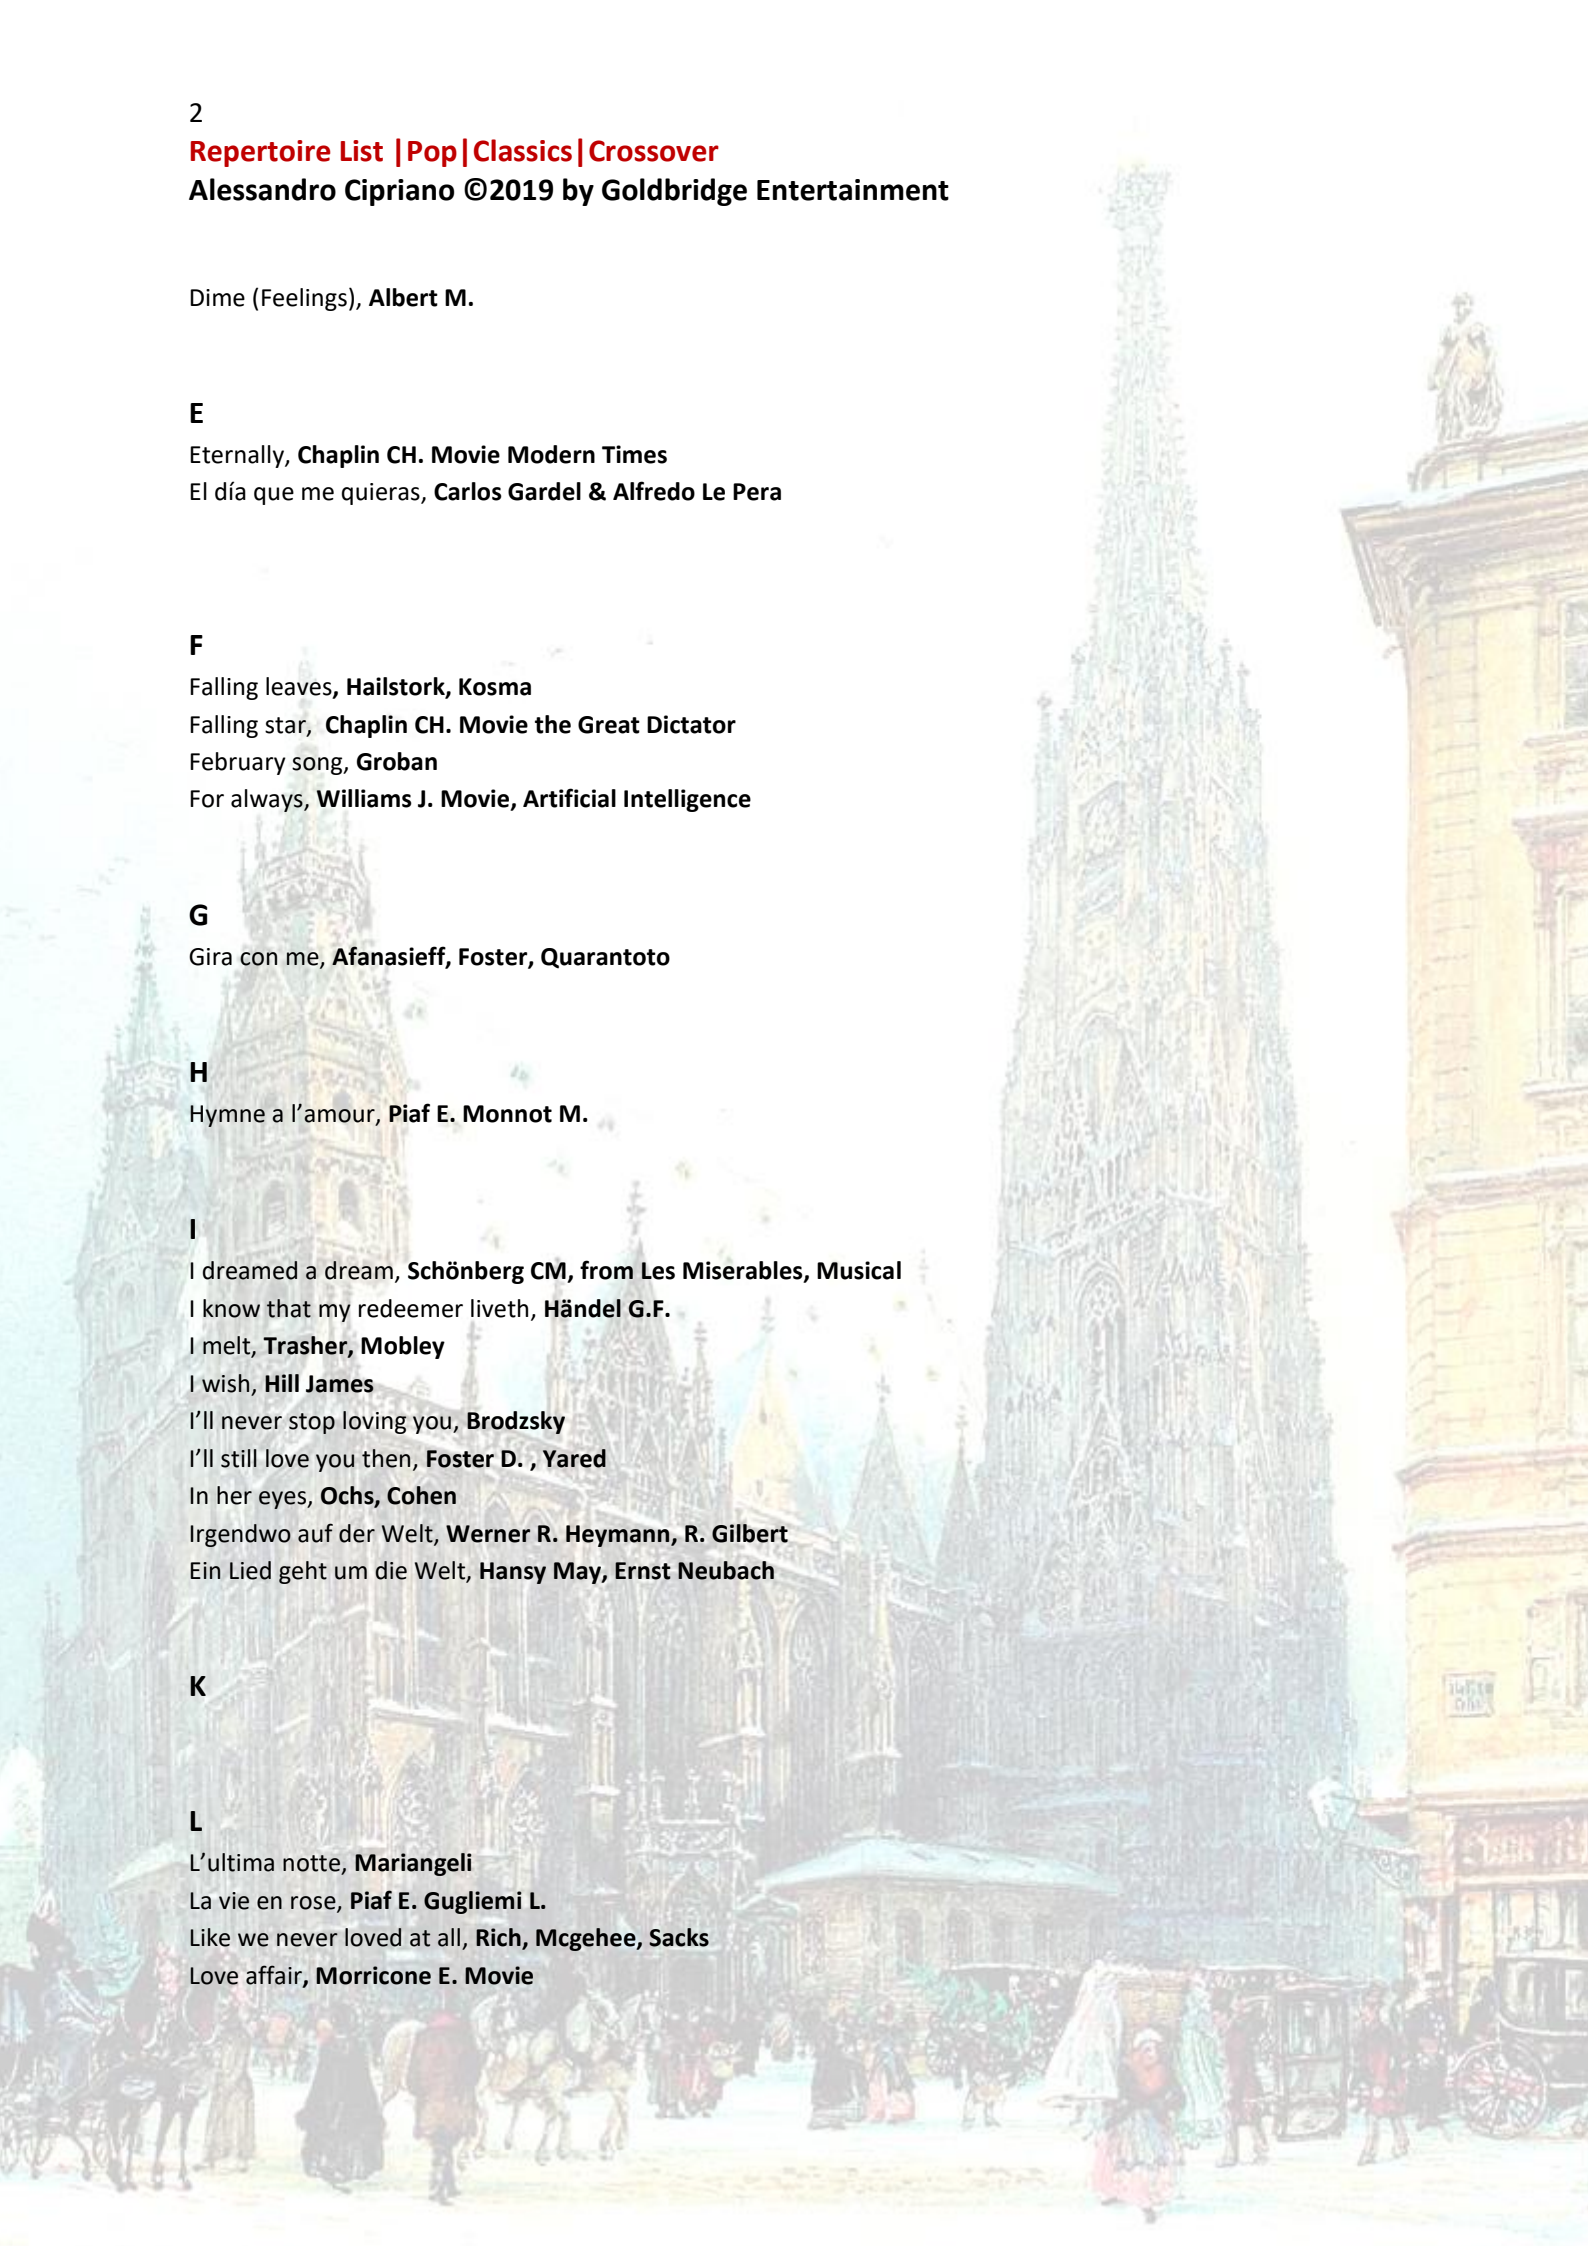 2
Repertoire List |Pop|Classics|Crossover
Alessandro Cipriano ©2019 by Goldbridge Entertainment
Dime (Feelings), Albert M.
E
Eternally, Chaplin CH. Movie Modern Times
El día que me quieras, Carlos Gardel & Alfredo Le Pera
F
Falling leaves, Hailstork, Kosma
Falling star,  Chaplin CH. Movie the Great Dictator
February song, Groban
For always, Williams J. Movie, Artificial Intelligence
G
Gira con me, Afanasieff, Foster, Quarantoto
H
Hymne a l’amour, Piaf E. Monnot M.
I
I dreamed a dream, Schönberg CM, from Les Miserables, Musical
I know that my redeemer liveth, Händel G.F.
I melt, Trasher, Mobley
I wish, Hill James
I’ll never stop loving you, Brodzsky
I’ll still love you then, Foster D. , Yared
In her eyes, Ochs, Cohen
Irgendwo auf der Welt, Werner R. Heymann, R. Gilbert
Ein Lied geht um die Welt, Hansy May, Ernst Neubach
K
L
L’ultima notte, Mariangeli
La vie en rose, Piaf E. Gugliemi L.
Like we never loved at all, Rich, Mcgehee, Sacks
Love affair, Morricone E. Movie